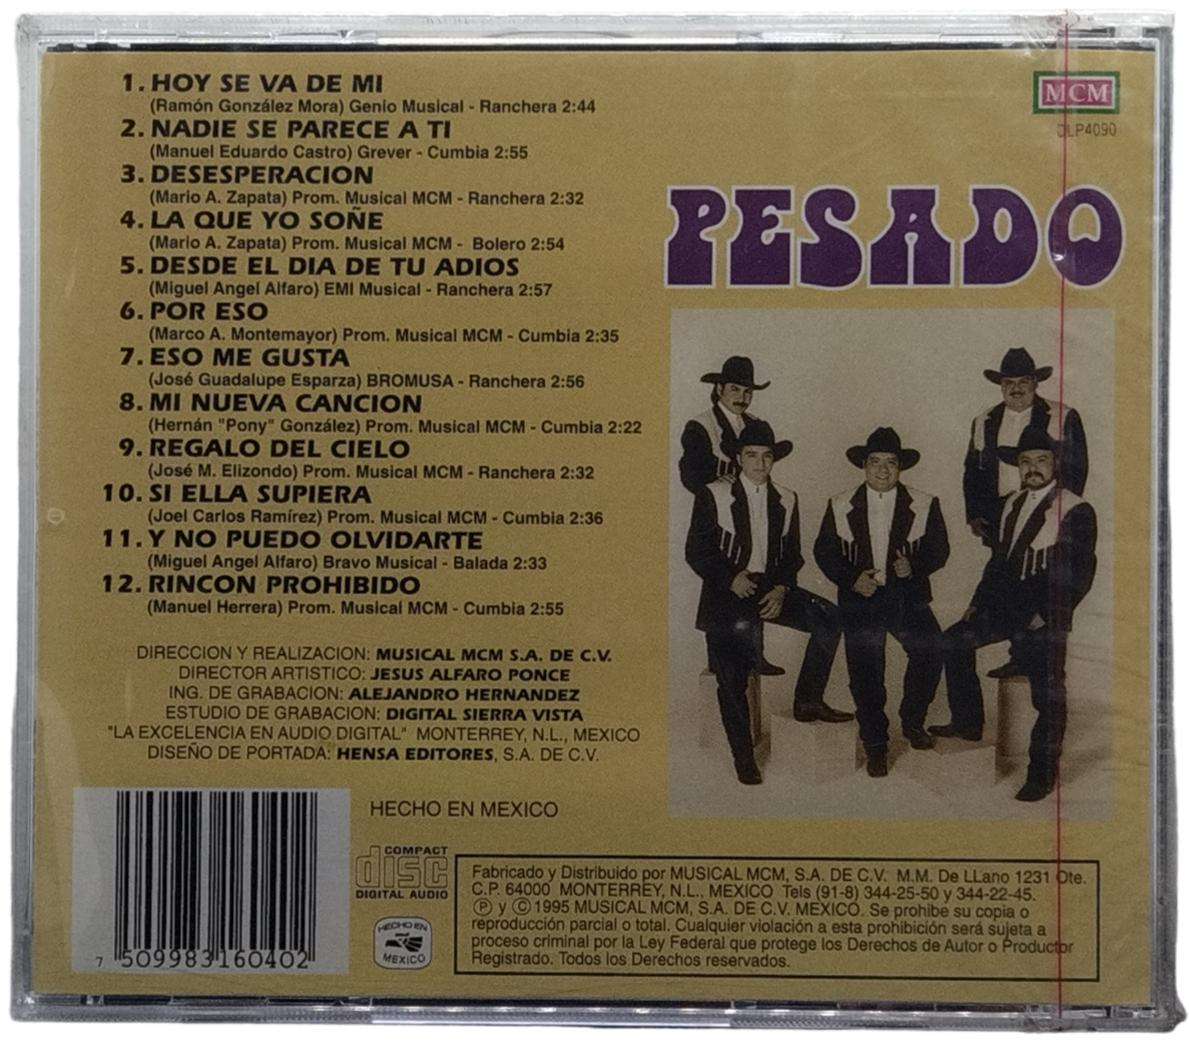 1. HOY SE VA DE MI
(Ramón González Mora) Genio Musical - Ranchera 2:44
2. NADIE SE PARECE A TI
(Manuel Eduardo Castro) Grever - Cumbia 2:55
3. DESESPERACION
(Mario A. Zapata) Prom. Musical MCM - Ranchera 2:32
4. LA QUE YO SOÑE
(Mario A. Zapata) Prom. Musical MCM - Bolero 2:54
5. DESDE EL DIA DE TU ADIOS
(Miguel Angel Alfaro) EMI Musical - Ranchera 2:57
6. POR ESO
(Marco A. Montemayor) Prom. Musical MCM - Cumbia 2:35
7. ESO ME GUSTA
(José Guadalupe Esparza) BROMUSA - Ranchera 2:56
8. MI NUEVA CANCION
(Hernán "Pony" González) Prom. Musical MCM - Cumbia 2:22
9. REGALO DEL CIELO
(José M. Elizondo) Prom. Musical MCM - Ranchera 2:32
10. SI ELLA SUPIERA
(Joel Carlos Ramírez) Prom. Musical MCM - Cumbia 2:36
11. Y NO PUEDO OLVIDARTE
(Miguel Angel Alfaro) Bravo Musical - Balada 2:33
12. RINCON PROHIBIDO
(Manuel Herrera) Prom. Musical MCM - Cumbia 2:55
DIRECCION Y REALIZACION: MUSICAL MCM S.A. DE C.V.
DIRECTOR ARTISTICO: JESUS ALFARO PONCE
ING. DE GRABACION: ALEJANDRO HERNANDEZ
ESTUDIO DE GRABACION: DIGITAL SIERRA VISTA
"LA EXCELENCIA EN AUDIO DIGITAL" MONTERREY, N.L., MEXICO
DISEÑO DE PORTADA: HENSA EDITORES, S.A. DE C.V.
MCM
DLP4090
PESADO
HECHO EN MEXICO
7 509983160402
COMPACT
disc
DIGITAL AUDIO
HECHO EN
MEXICO
Fabricado y Distribuido por MUSICAL MCM, S.A. DE C.V. M.M. De LLano 1231 Ote.
C.P. 64000 MONTERREY, N.L., MEXICO Tels (91-8) 344-25-50 y 344-22-45.
Ⓟ y © 1995 MUSICAL MCM, S.A. DE C.V. MEXICO. Se prohibe su copia o
reproducción parcial o total. Cualquier violación a esta prohibición será sujeta a
proceso criminal por la Ley Federal que protege los Derechos de Autor o Productor
Registrado. Todos los Derechos reservados.